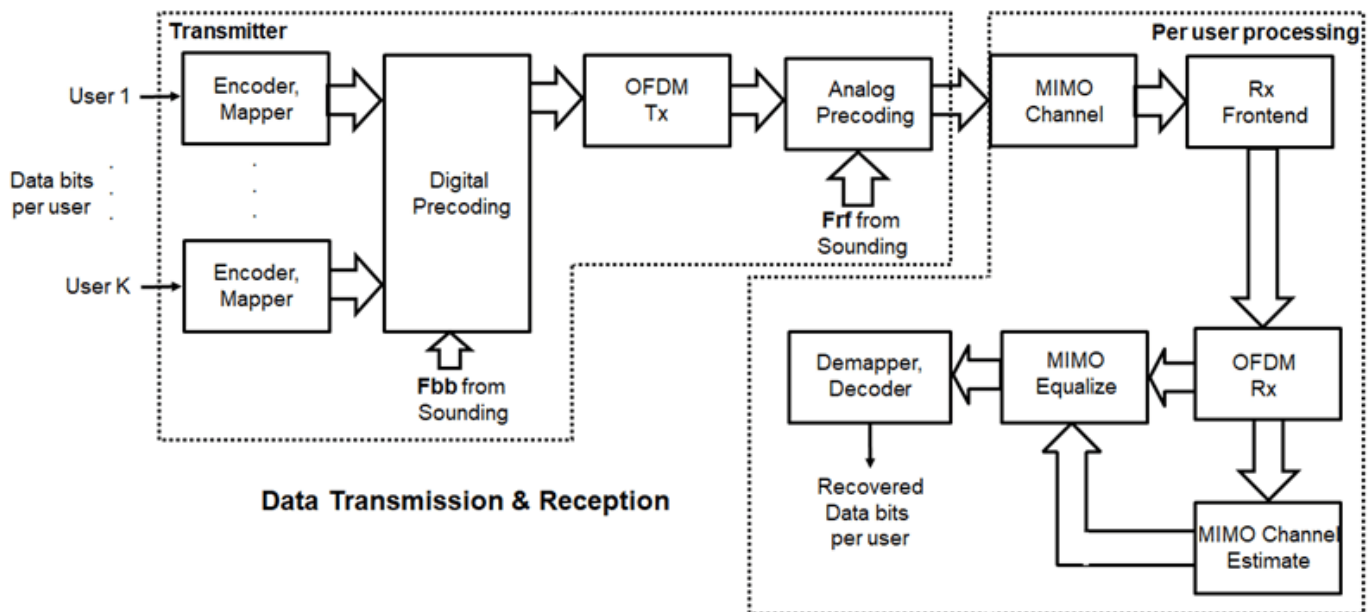 Transmitter
Per user processing
User 1
Encoder,
Mapper
OFDM
Tx
Analog
Precoding
MIMO
Channel
Rx
Frontend
Data bits
per user
Digital
Precoding
Frf from
Sounding
User K
Encoder,
Mapper
Fbb from
Sounding
Demapper,
Decoder
MIMO
Equalize
OFDM
Rx
Recovered
Data bits
per user
MIMO Channel
Estimate
Data Transmission & Reception